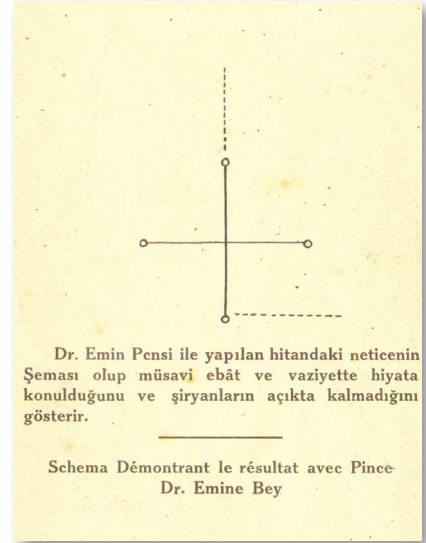 Dr. Emin Pensi ile yapılan hitandaki neticenin
Şeması olup müsavi ebât ve vaziyette hiyata
konulduğunu ve şiryanların açıkta kalmadığını
gösterir.
Schema Démontrant le résultat avec Pince
Dr. Emine Bey